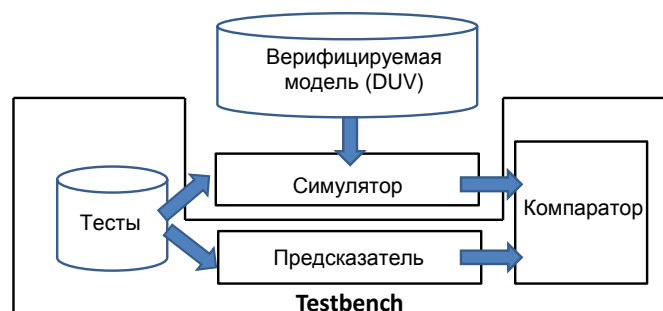 Верифицируемая
модель (DUV)
Симулятор
Тесты
Компаратор
Предсказатель
Testbench